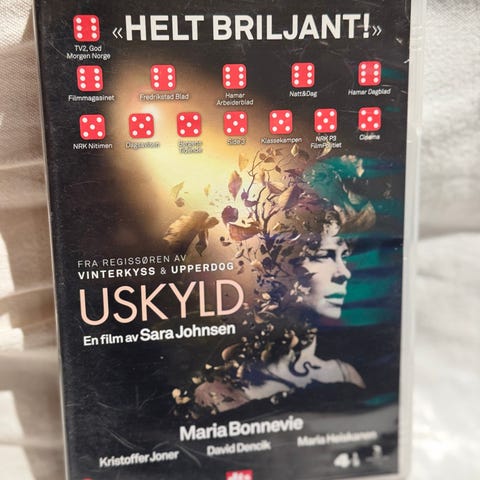 «HELT BRILJANT!»
TV2, God
Morgen Norge
Filmmagasinet
Fredrikstad Blad
Hamar
Arbeiderblad
Natt&Dag
Hamar Dagblad
NRK Nitimen
Dagsavisen
Bergens
Tidende
Side 3
Klassekampen
NRK P3
FilmPolitiet
Cinema
FRA REGISSØREN AV
VINTERKYSS & UPPERDOG
USKYLD
En film av Sara Johnsen
Maria Bonnevie
Kristoffer Joner
David Dencik
Maria Heiskanen